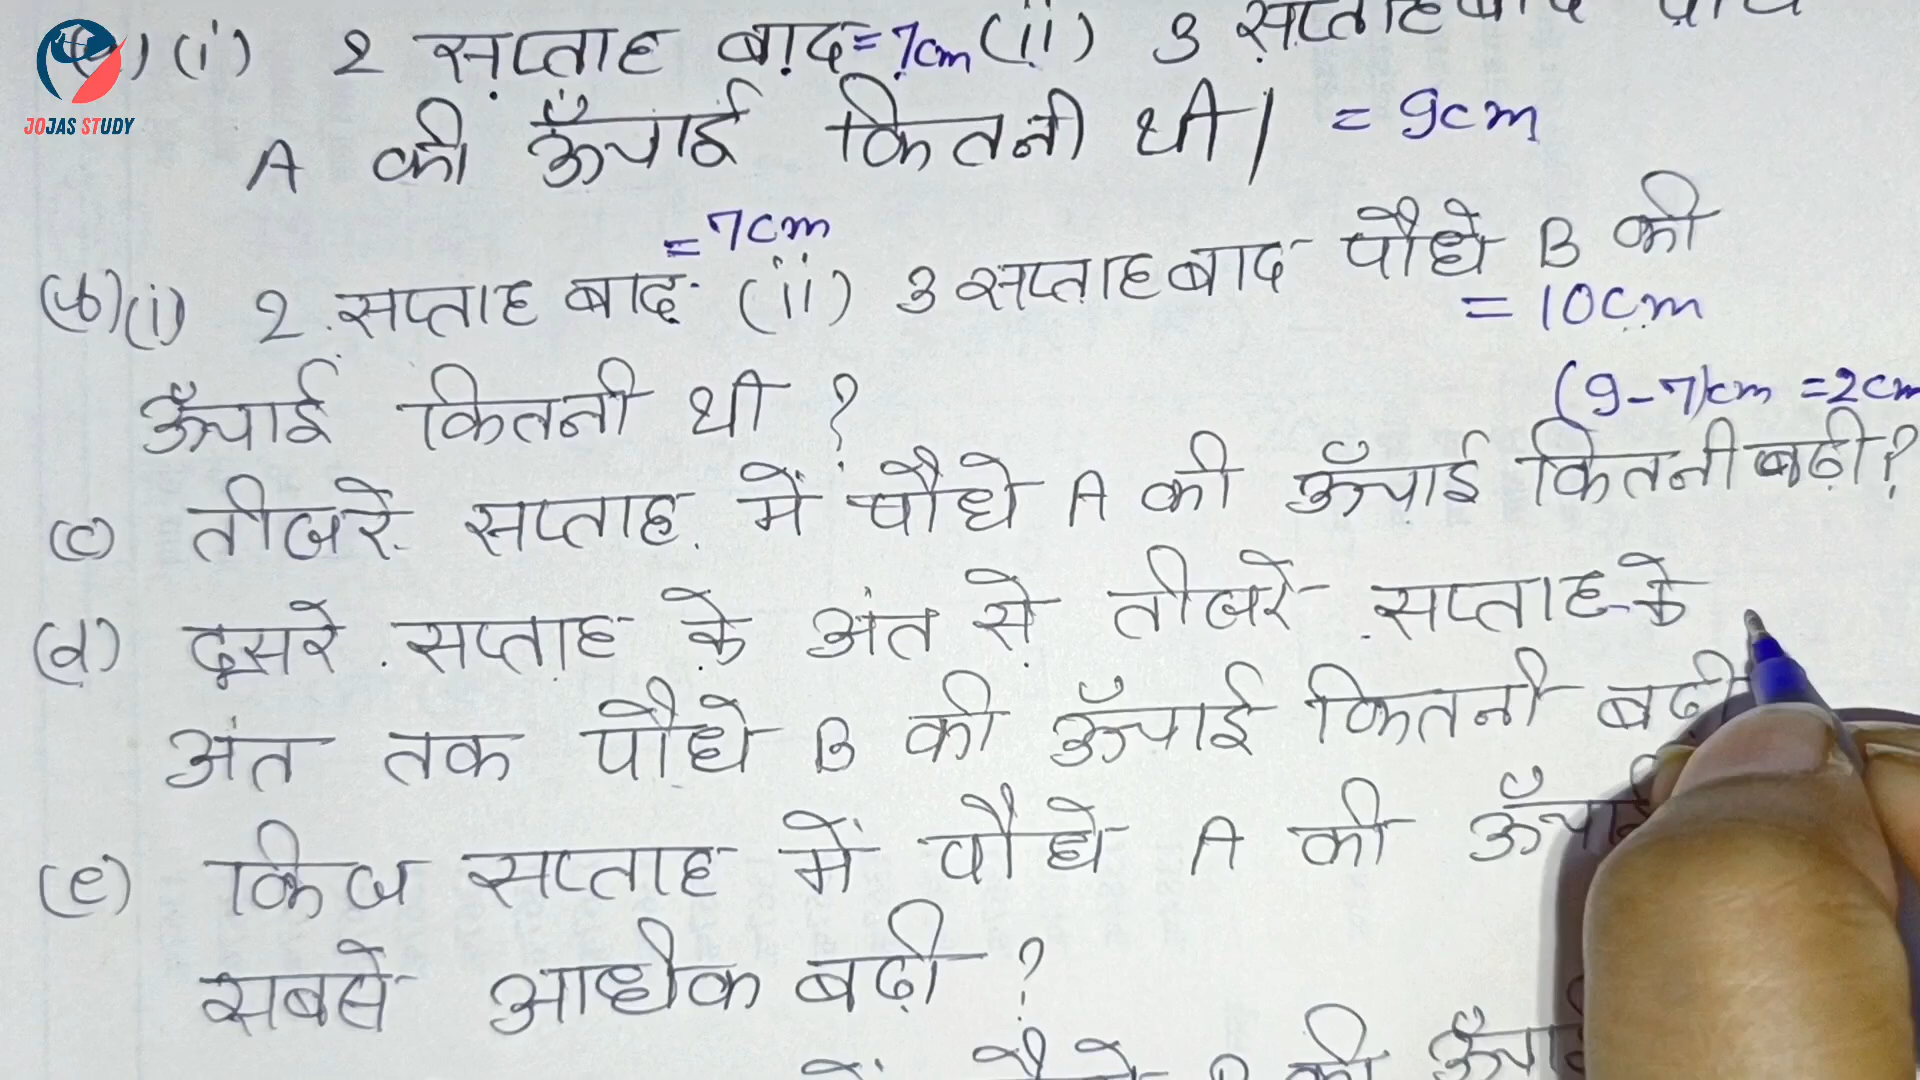 JOJAS STUDY
(i) 2 सप्ताह बाद = 7cm (ii) 3 सप्ताह बाद
A की ऊँचाई कितनी थी | = 9cm
= 7cm
(b) (i) 2 सप्ताह बाद (ii) 3 सप्ताह बाद पौधे B की
= 10cm
ऊँचाई कितनी थी ?
(9-7)cm = 2cm
(c) तीसरे सप्ताह में पौधे A की ऊँचाई कितनी बढ़ी?
(d) दूसरे सप्ताह के अंत से तीसरे सप्ताह के
अंत तक पौधे B की ऊँचाई कितनी बढ़ी
(e) किस सप्ताह में पौधे A की
सबसे अधिक बढ़ी ?
की